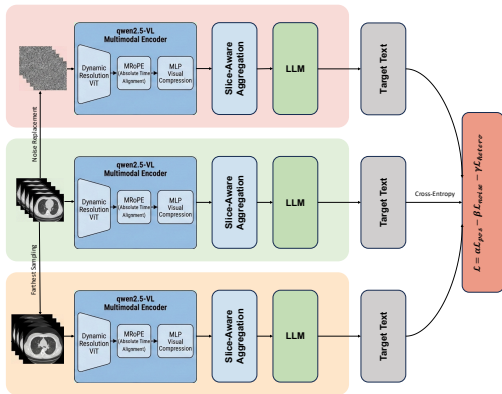 qwen2.5-VL
Multimodal Encoder
Dynamic
Resolution
ViT
MRoPE
(Absolute Time
Alignment)
MLP
Visual
Compression
Slice-Aware
Aggregation
LLM
Target Text
Noise Replacement
qwen2.5-VL
Multimodal Encoder
Dynamic
Resolution
ViT
MRoPE
(Absolute Time
Alignment)
MLP
Visual
Compression
Slice-Aware
Aggregation
LLM
Target Text
Cross-Entropy
ℒ = αℒ_pos − βℒ_noise − γℒ_hetero
Farthest Sampling
qwen2.5-VL
Multimodal Encoder
Dynamic
Resolution
ViT
MRoPE
(Absolute Time
Alignment)
MLP
Visual
Compression
Slice-Aware
Aggregation
LLM
Target Text